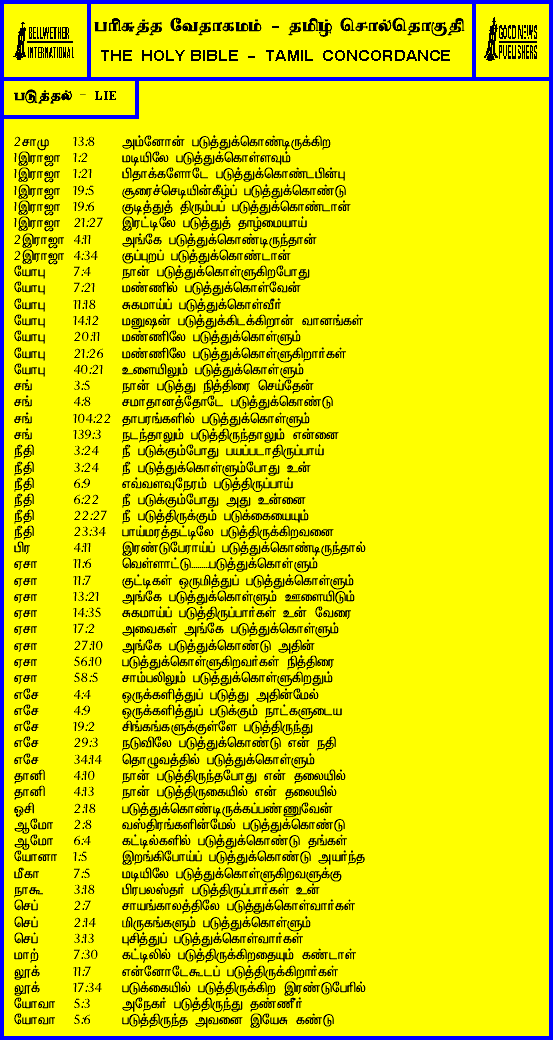 BELLWETHER
INTERNATIONAL
பரிசுத்த வேதாகமம் - தமிழ் சொல்தொகுதி
THE HOLY BIBLE - TAMIL CONCORDANCE
GOOD NEWS
PUBLISHERS
படுத்தல் - LIE
2சாமு 13:8 அம்னோன் படுத்துக்கொண்டிருக்கிற
1இராஜா 1:2 மடியிலே படுத்துக்கொள்ளவும்
1இராஜா 1:21 பிதாக்களோடே படுத்துக்கொண்டபின்பு
1இராஜா 19:5 சூரைச்செடியின்கீழ்ப் படுத்துக்கொண்டு
1இராஜா 19:6 குடித்துத் திரும்பப் படுத்துக்கொண்டான்
1இராஜா 21:27 இரட்டிலே படுத்துத் தாழ்மையாய்
2இராஜா 4:11 அங்கே படுத்துக்கொண்டிருந்தான்
2இராஜா 4:34 குப்புறப் படுத்துக்கொண்டான்
யோபு 7:4 நான் படுத்துக்கொள்ளுகிறபோது
யோபு 7:21 மண்ணில் படுத்துக்கொள்வேன்
யோபு 11:18 சுகமாய்ப் படுத்துக்கொள்வீர்
யோபு 14:12 மனுஷன் படுத்துக்கிடக்கிறான் வானங்கள்
யோபு 20:11 மண்ணிலே படுத்துக்கொள்ளும்
யோபு 21:26 மண்ணிலே படுத்துக்கொள்ளுகிறார்கள்
யோபு 40:21 உளையிலும் படுத்துக்கொள்ளும்
சங் 3:5 நான் படுத்து நித்திரை செய்தேன்
சங் 4:8 சமாதானத்தோடே படுத்துக்கொண்டு
சங் 104:22 தாபரங்களில் படுத்துக்கொள்ளும்
சங் 139:3 நடந்தாலும் படுத்திருந்தாலும் என்னை
நீதி 3:24 நீ படுக்கும்போது பயப்படாதிருப்பாய்
நீதி 3:24 நீ படுத்துக்கொள்ளும்போது உன்
நீதி 6:9 எவ்வளவுநேரம் படுத்திருப்பாய்
நீதி 6:22 நீ படுக்கும்போது அது உன்னை
நீதி 22:27 நீ படுத்திருக்கும் படுக்கையையும்
நீதி 23:34 பாய்மரத்தட்டிலே படுத்திருக்கிறவனை
பிர 4:11 இரண்டுபேராய்ப் படுத்துக்கொண்டிருந்தால்
ஏசா 11:6 வெள்ளாட்டு........படுத்துக்கொள்ளும்
ஏசா 11:7 குட்டிகள் ஒருமித்துப் படுத்துக்கொள்ளும்
ஏசா 13:21 அங்கே படுத்துக்கொள்ளும் ஊளையிடும்
ஏசா 14:35 சுகமாய்ப் படுத்திருப்பார்கள் உன் வேரை
ஏசா 17:2 அவைகள் அங்கே படுத்துக்கொள்ளும்
ஏசா 27:10 அங்கே படுத்துக்கொண்டு அதின்
ஏசா 56:10 படுத்துக்கொள்ளுகிறவர்கள் நித்திரை
ஏசா 58:5 சாம்பலிலும் படுத்துக்கொள்ளுகிறதும்
எசே 4:4 ஒருக்களித்துப் படுத்து அதின்மேல்
எசே 4:9 ஒருக்களித்துப் படுக்கும் நாட்களுடைய
எசே 19:2 சிங்கங்களுக்குள்ளே படுத்திருந்து
எசே 29:3 நடுவிலே படுத்துக்கொண்டு என் நதி
எசே 34:14 தொழுவத்தில் படுத்துக்கொள்ளும்
தானி 4:10 நான் படுத்திருந்தபோது என் தலையில்
தானி 4:13 நான் படுத்திருகையில் என் தலையில்
ஓசி 2:18 படுத்துக்கொண்டிருக்கப்பண்ணுவேன்
ஆமோ 2:8 வஸ்திரங்களின்மேல் படுத்துக்கொண்டு
ஆமோ 6:4 கட்டில்களில் படுத்துக்கொண்டு தங்கள்
யோனா 1:5 இறங்கிபோய்ப் படுத்துக்கொண்டு அயர்ந்த
மீகா 7:5 மடியிலே படுத்துக்கொள்ளுகிறவளுக்கு
நாகூ 3:18 பிரபலஸ்தர் படுத்திருப்பார்கள் உன்
செப் 2:7 சாயங்காலத்திலே படுத்துக்கொள்வார்கள்
செப் 2:14 மிருகங்களும் படுத்துக்கொள்ளும்
செப் 3:13 புசித்துப் படுத்துக்கொள்வார்கள்
மாற் 7:30 கட்டிலில் படுத்திருக்கிறதையும் கண்டாள்
லூக் 11:7 என்னோடேகூடப் படுத்திருக்கிறார்கள்
லூக் 17:34 படுக்கையில் படுத்திருக்கிற இரண்டுபேரில்
யோவா 5:3 அநேகர் படுத்திருந்து தண்ணீர்
யோவா 5:6 படுத்திருந்த அவனை இயேசு கண்டு